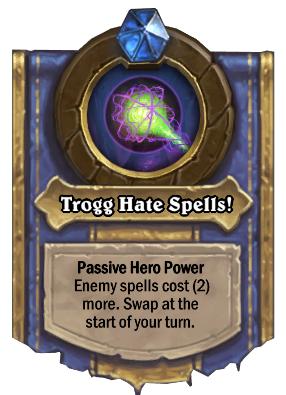 Trogg Hate Spells!
Passive Hero Power
Enemy spells cost (2)
more. Swap at the
start of your turn.